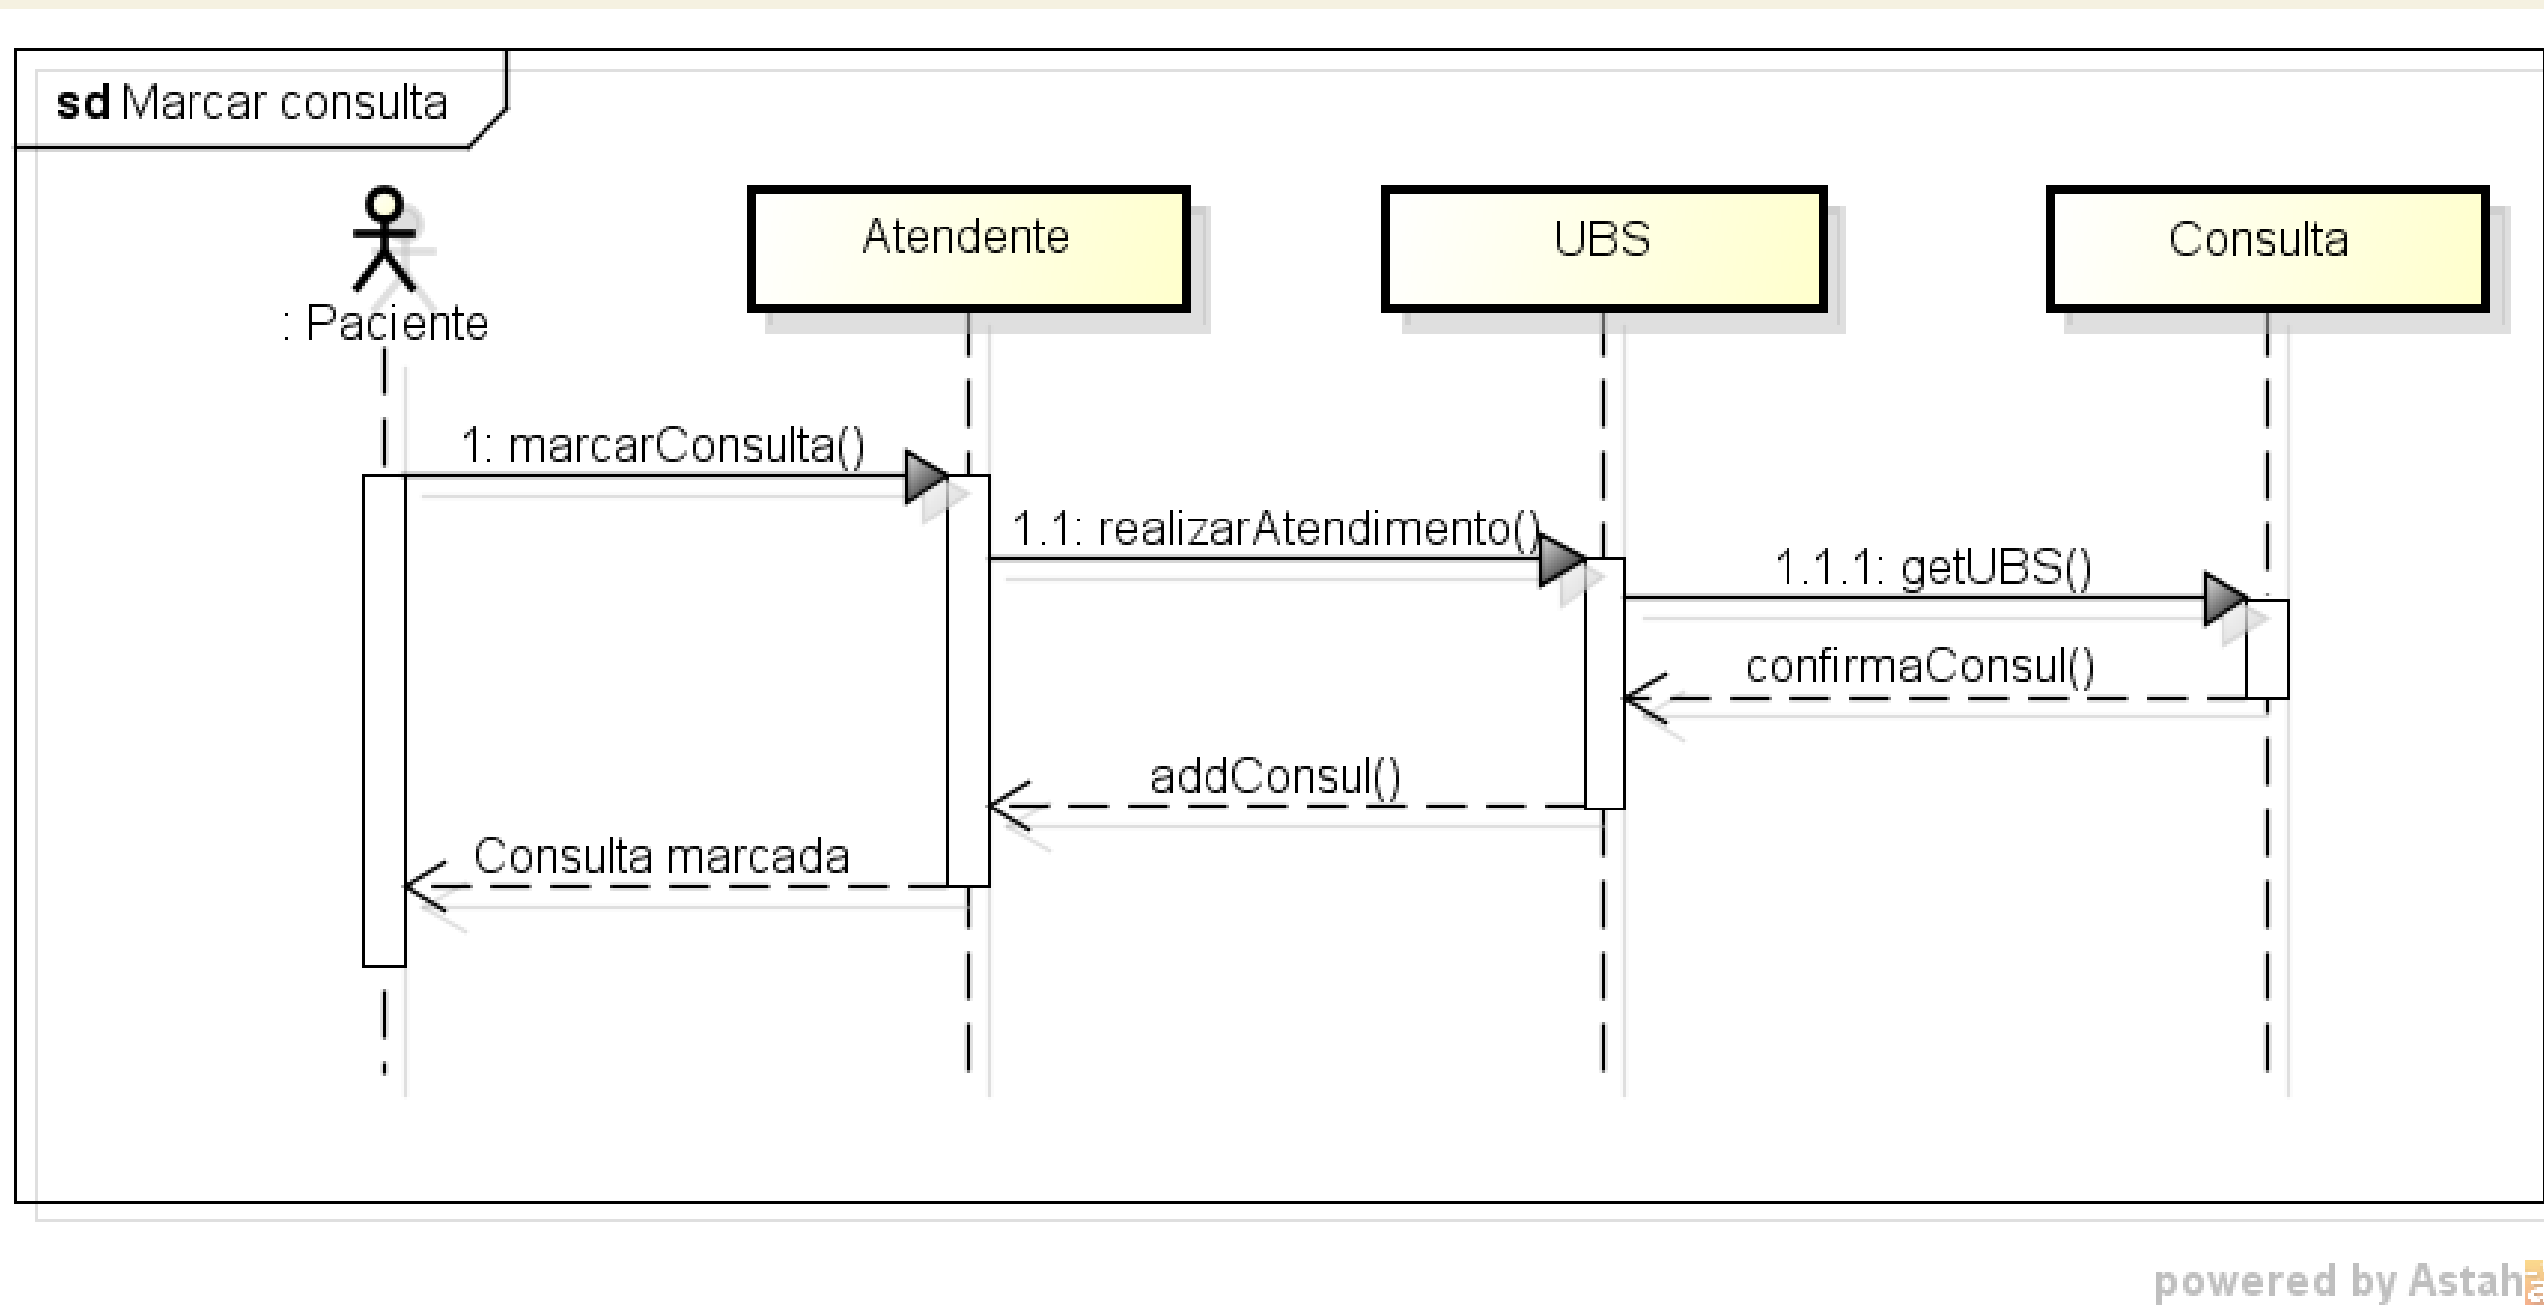 sd Marcar consulta
: Paciente
Atendente
UBS
Consulta
1: marcarConsulta()
1.1: realizarAtendimento()
1.1.1: getUBS()
confirmaConsul()
addConsul()
Consulta marcada
powered by Astah